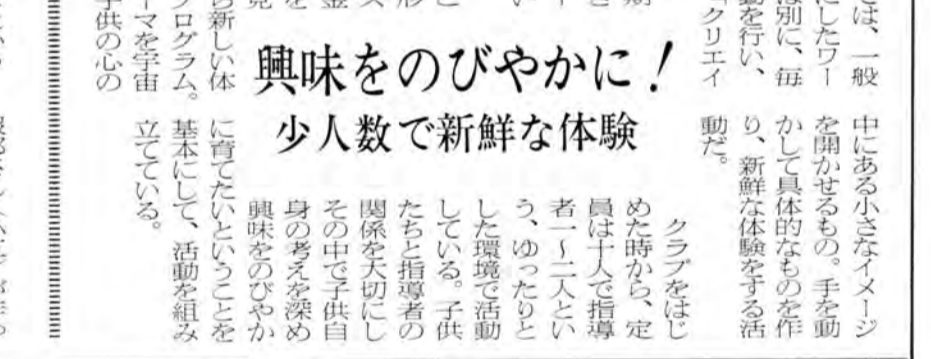 は、一般
にしたワー
は別に、毎
動を行い、
「クリエイ
興味をのびやかに!
少人数で新鮮な体験
ら新しい体
プログラム。
ーマを宇宙
子供の心の
中にある小さなイメージ
を開かせるもの。手を動
かして具体的なものを作
り、新鮮な体験をする活
動だ。
クラブをはじ
めた時から、定
員は十人で指導
者一〜二人とい
う、ゆったりと
した環境で活動
している。子供
たちと指導者の
関係を大切にし
その中で子供自
身の考えを深め
興味をのびやか
に育てたいということを
基本にして、活動を組み
立てている。